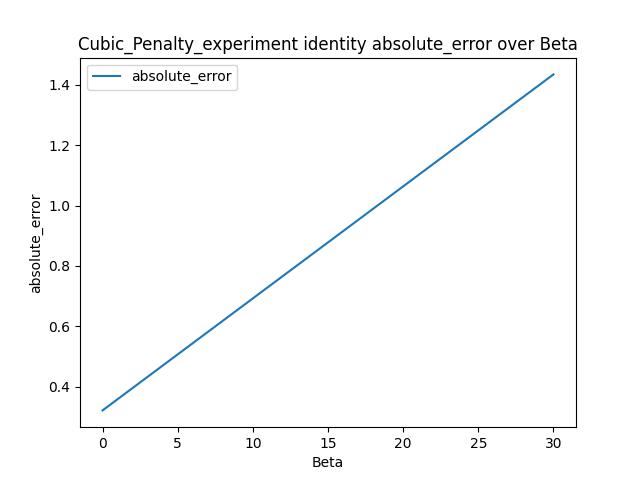 Cubic_Penalty_experiment identity absolute_error over Beta
absolute_error
1.4
1.2
1.0
0.8
0.6
0.4
absolute_error
0 5 10 15 20 25 30
Beta